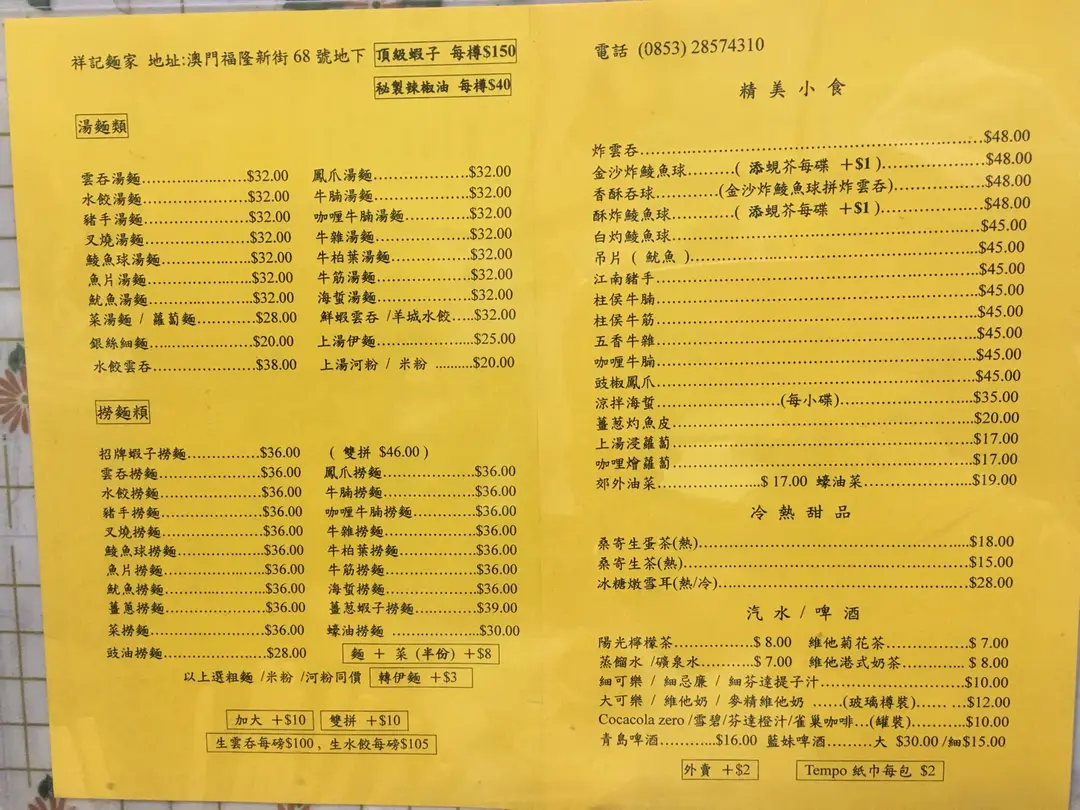 祥記麵家 地址:澳門福隆新街 68 號地下 頂級蝦子 每樽$150
秘製辣椒油 每樽$40
湯麵類
雲吞湯麵..................$32.00 鳳爪湯麵..................$32.00
水餃湯麵..................$32.00 牛腩湯麵..................$32.00
豬手湯麵..................$32.00 咖喱牛腩湯麵............$32.00
叉燒湯麵..................$32.00 牛雜湯麵..................$32.00
鯪魚球湯麵...............$32.00 牛柏葉湯麵...............$32.00
魚片湯麵..................$32.00 牛筋湯麵..................$32.00
魷魚湯麵..................$32.00 海蜇湯麵..................$32.00
菜湯麵 / 蘿蔔麵.........$28.00 鮮蝦雲吞 /羊城水餃.....$32.00
銀絲細麵..................$20.00 上湯伊麵..................$25.00
水餃雲吞..................$38.00 上湯河粉 / 米粉 ..........$20.00
撈麵類
招牌蝦子撈麵............$36.00 ( 雙拼 $46.00 )
雲吞撈麵..................$36.00 鳳爪撈麵..................$36.00
水餃撈麵..................$36.00 牛腩撈麵..................$36.00
豬手撈麵..................$36.00 咖喱牛腩撈麵............$36.00
叉燒撈麵..................$36.00 牛雜撈麵..................$36.00
鯪魚球撈麵...............$36.00 牛柏葉撈麵...............$36.00
魚片撈麵..................$36.00 牛筋撈麵..................$36.00
魷魚撈麵..................$36.00 海蜇撈麵..................$36.00
薑蔥撈麵..................$36.00 薑葱蝦子撈麵............$39.00
菜撈麵.....................$36.00 蠔油撈麵 ..................$30.00
豉油撈麵..................$28.00 麵 + 菜 (半份) +$8
以上選粗麵 /米粉 /河粉同價 轉伊麵 +$3
加大 +$10 雙拼 +$10
生雲吞每磅$100 , 生水餃每磅$105
電話 (0853) 28574310
精 美 小 食
炸雲吞..................................................$48.00
金沙炸鯪魚球.........( 添蜆芥每碟 +$1 )...............$48.00
香酥吞球.........(金沙炸鯪魚球拼炸雲吞)...............$48.00
酥炸鯪魚球.........( 添蜆芥每碟 +$1 )...............$48.00
白灼鯪魚球..................................................$45.00
吊片 ( 魷魚 )..................................................$45.00
江南豬手..................................................$45.00
柱侯牛腩..................................................$45.00
柱侯牛筋..................................................$45.00
五香牛雜..................................................$45.00
咖喱牛腩..................................................$45.00
豉椒鳳爪..................................................$45.00
涼拌海蜇.....................(每小碟).....................$35.00
薑葱灼魚皮..................................................$20.00
上湯浸蘿蔔..................................................$17.00
咖哩燴蘿蔔..................................................$17.00
郊外油菜...............$ 17.00 蠔油菜...............$19.00
冷 熱 甜 品
桑寄生蛋茶(熱)..................................................$18.00
桑寄生茶(熱)..................................................$15.00
冰糖燉雪耳(熱/冷)..................................................$28.00
汽 水 / 啤 酒
陽光檸檬茶...............$ 8.00 維他菊花茶...............$ 7.00
蒸餾水 /礦泉水.........$ 7.00 維他港式奶茶............$ 8.00
細可樂 / 細忌廉 / 細芬達提子汁.....................$10.00
大可樂 / 維他奶 / 麥精維他奶 ......(玻璃樽裝)...... ...$12.00
Cocacola zero /雪碧/芬達橙汁/雀巢咖啡...(罐裝)............$10.00
青島啤酒............$16.00 藍妹啤酒.........大 $30.00 /細$15.00
外賣 +$2 Tempo 紙巾每包 $2